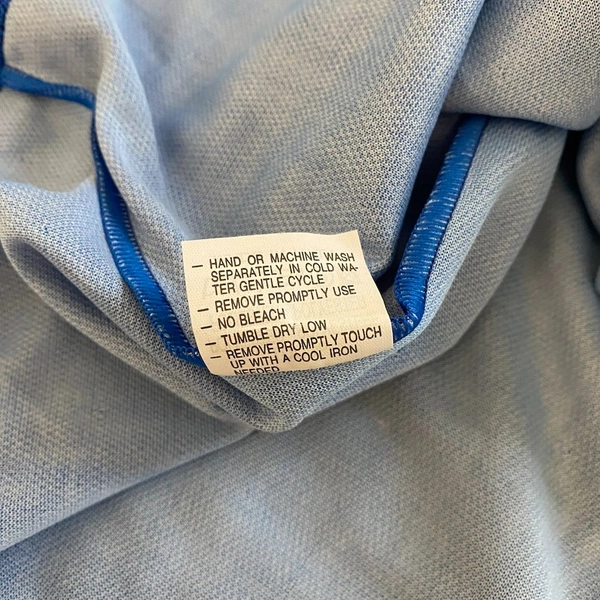 - HAND OR MACHINE WASH
SEPARATELY IN COLD WA-
TER GENTLE CYCLE
- REMOVE PROMPTLY USE
- NO BLEACH
- TUMBLE DRY LOW
- REMOVE PROMPTLY TOUCH
UP WITH A COOL IRON
NEEDED